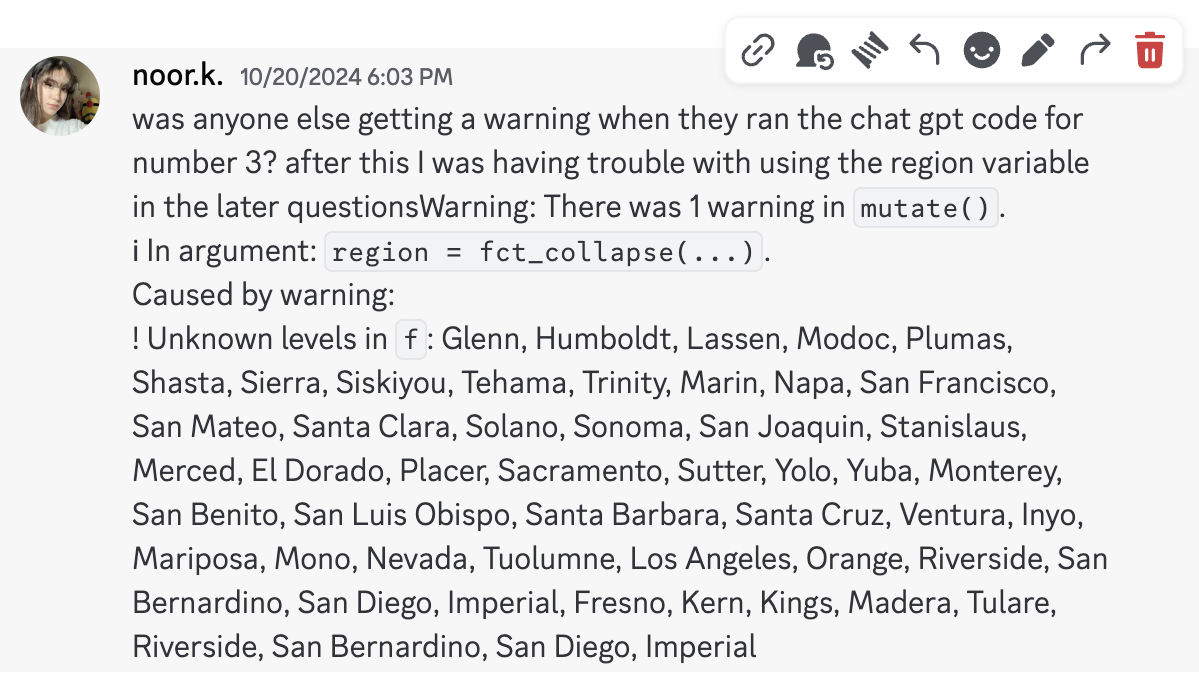 noor.k. 10/20/2024 6:03 PM
was anyone else getting a warning when they ran the chat gpt code for
number 3? after this I was having trouble with using the region variable
in the later questionsWarning: There was 1 warning in mutate().
i In argument: region = fct_collapse(...).
Caused by warning:
! Unknown levels in f: Glenn, Humboldt, Lassen, Modoc, Plumas,
Shasta, Sierra, Siskiyou, Tehama, Trinity, Marin, Napa, San Francisco,
San Mateo, Santa Clara, Solano, Sonoma, San Joaquin, Stanislaus,
Merced, El Dorado, Placer, Sacramento, Sutter, Yolo, Yuba, Monterey,
San Benito, San Luis Obispo, Santa Barbara, Santa Cruz, Ventura, Inyo,
Mariposa, Mono, Nevada, Tuolumne, Los Angeles, Orange, Riverside, San
Bernardino, San Diego, Imperial, Fresno, Kern, Kings, Madera, Tulare,
Riverside, San Bernardino, San Diego, Imperial